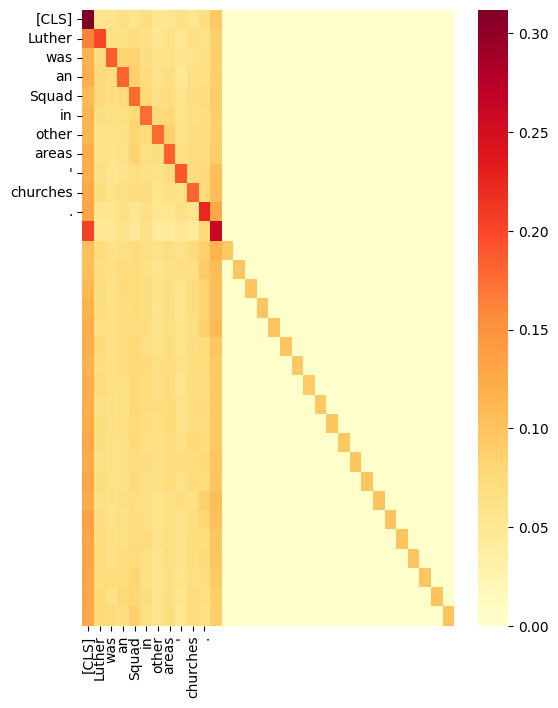 [CLS]
Luther
was
an
Squad
in
other
areas
'
churches
.
[CLS]
Luther
was
an
Squad
in
other
areas
'
churches
.
0.30
0.25
0.20
0.15
0.10
0.05
0.00